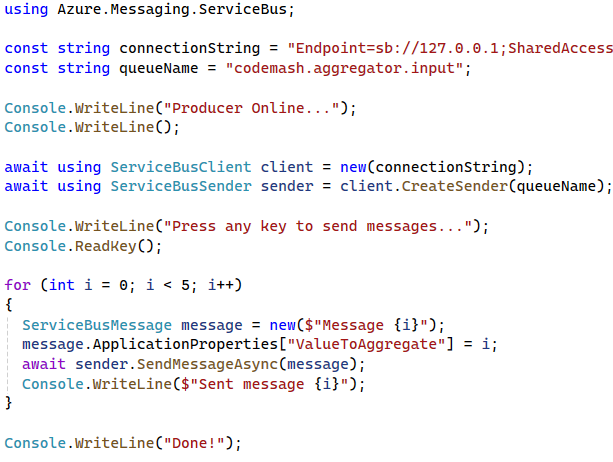 using Azure.Messaging.ServiceBus;
const string connectionString = "Endpoint=sb://127.0.0.1;SharedAccess
const string queueName = "codemash.aggregator.input";
Console.WriteLine("Producer Online...");
Console.WriteLine();
await using ServiceBusClient client = new(connectionString);
await using ServiceBusSender sender = client.CreateSender(queueName);
Console.WriteLine("Press any key to send messages...");
Console.ReadKey();
for (int i = 0; i < 5; i++)
{
  ServiceBusMessage message = new($"Message {i}");
  message.ApplicationProperties["ValueToAggregate"] = i;
  await sender.SendMessageAsync(message);
  Console.WriteLine($"Sent message {i}");
}
Console.WriteLine("Done!");